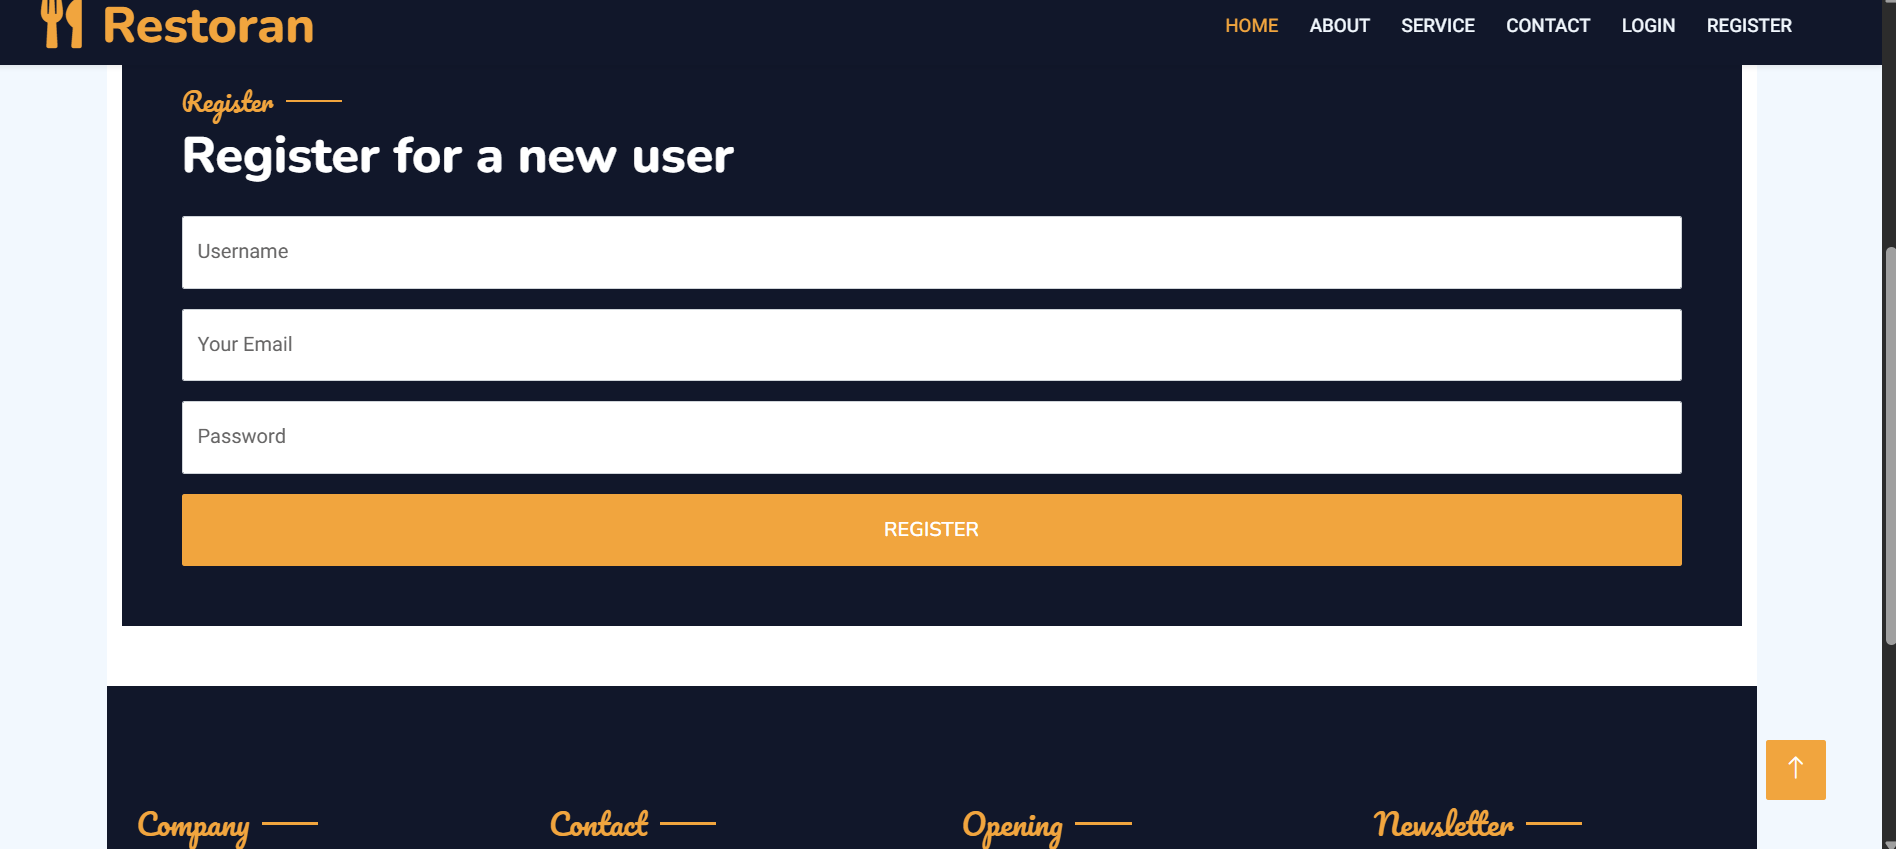 Restoran
HOME ABOUT SERVICE CONTACT LOGIN REGISTER
Register
Register for a new user
Username
Your Email
Password
REGISTER
Company Contact Opening Newsletter